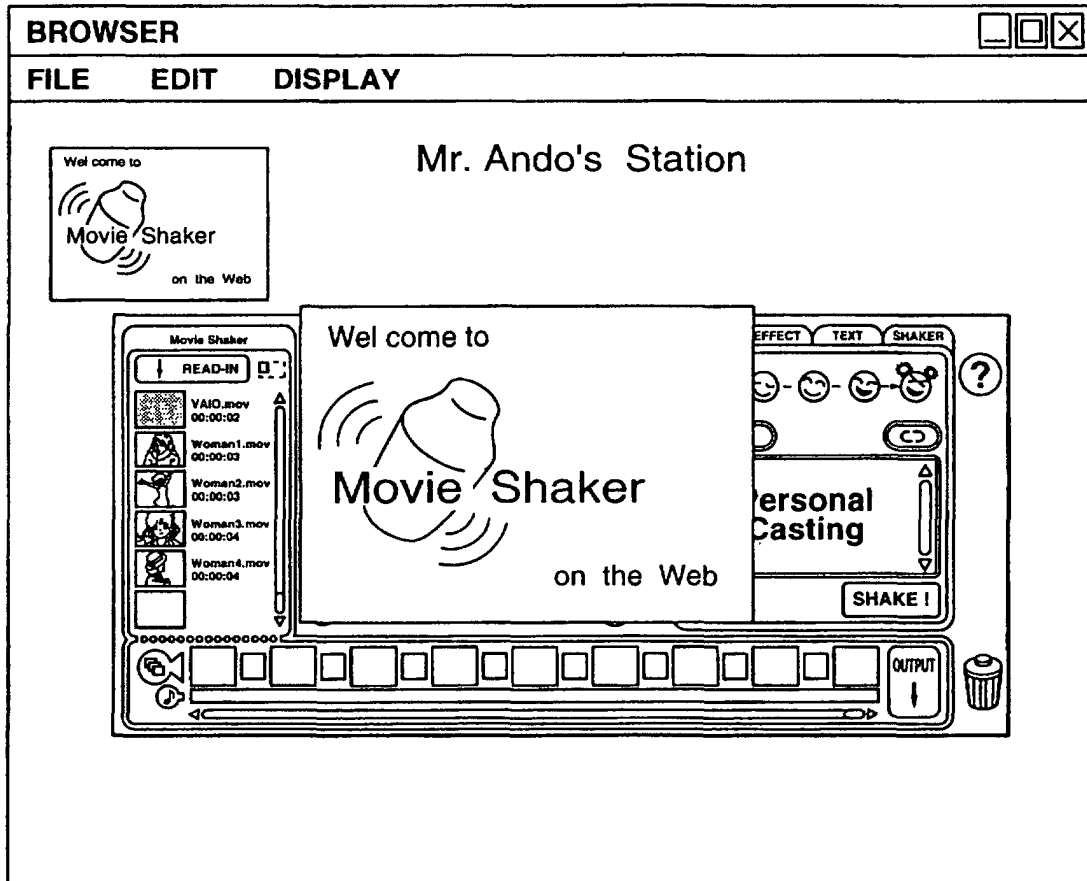 BROWSER
FILE EDIT DISPLAY
Mr. Ando's Station
Wel come to
Movie Shaker
on the Web
Movie Shaker
READ-IN
VAIO.mov
00:00:02
Woman1.mov
00:00:03
Woman2.mov
00:00:03
Woman3.mov
00:00:04
Woman4.mov
00:00:04
Wel come to
Movie Shaker
on the Web
EFFECT TEXT SHAKER
?
ersonal
Casting
SHAKE !
OUTPUT